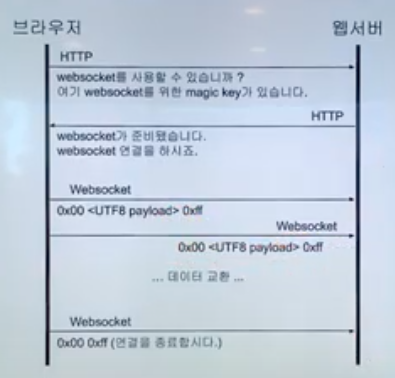 브라우저 웹서버
HTTP
websocket를 사용할 수 있습니까 ?
여기 websocket를 위한 magic key가 있습니다.
HTTP
websocket가 준비됐습니다.
websocket 연결을 하시죠.
Websocket
0x00 <UTF8 payload> 0xff
Websocket
0x00 <UTF8 payload> 0xff
... 데이터 교환 ...
Websocket
0x00 0xff (연결을 종료합시다.)